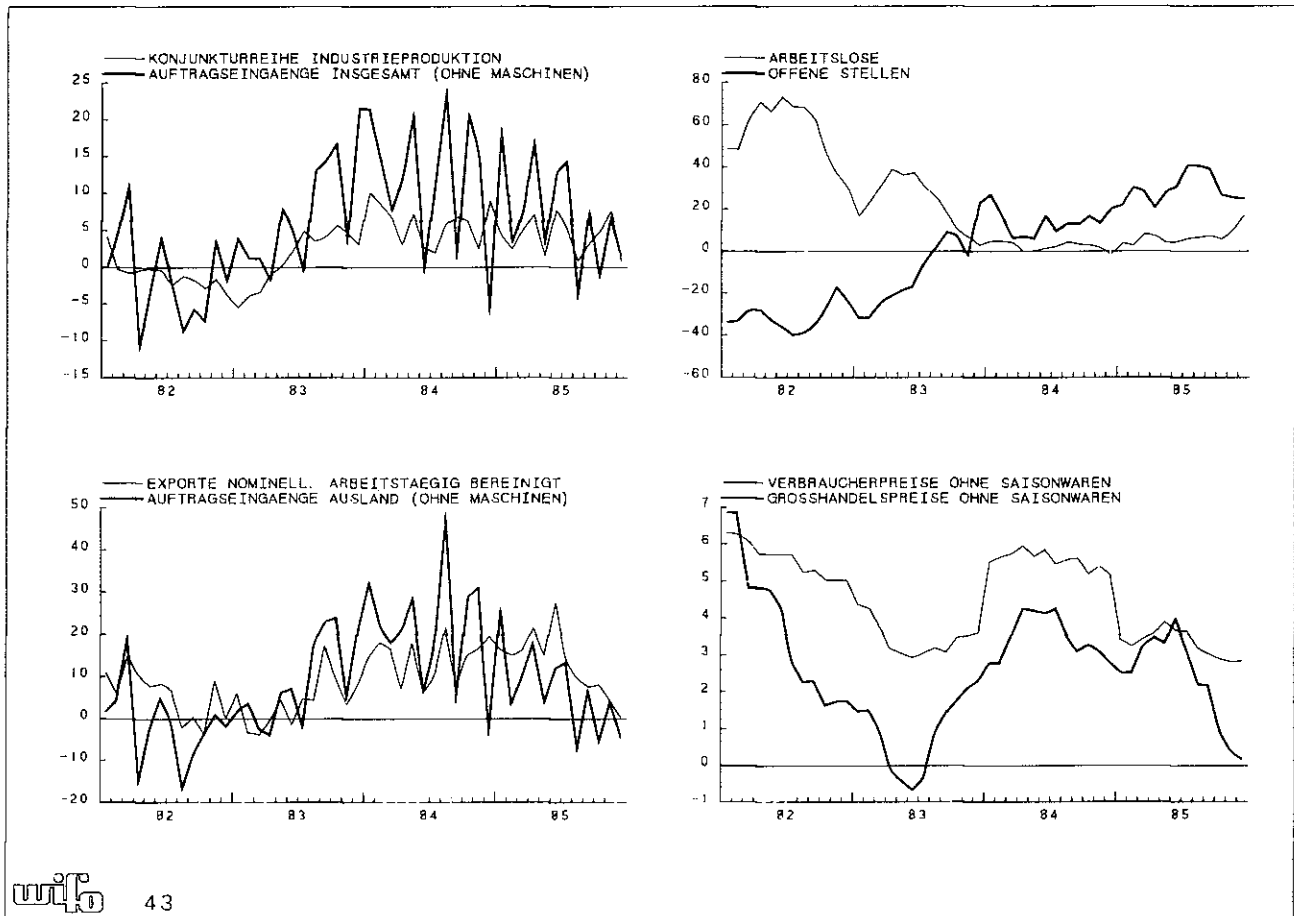 KONJUNKTURREIHE INDUSTRIEPRODUKTION
AUFTRAGSEINGAENGE INSGESAMT (OHNE MASCHINEN)
25
20
15
10
5
0
-5
-10
-15
82 83 84 85
ARBEITSLOSE
OFFENE STELLEN
80
60
40
20
0
-20
-40
-60
82 83 84 85
EXPORTE NOMINELL. ARBEITSTAEGIG BEREINIGT
AUFTRAGSEINGAENGE AUSLAND (OHNE MASCHINEN)
50
40
30
20
10
0
-10
-20
82 83 84 85
VERBRAUCHERPREISE OHNE SAISONWAREN
GROSSHANDELSPREISE OHNE SAISONWAREN
7
6
5
4
3
2
1
0
-1
82 83 84 85
wifo 43